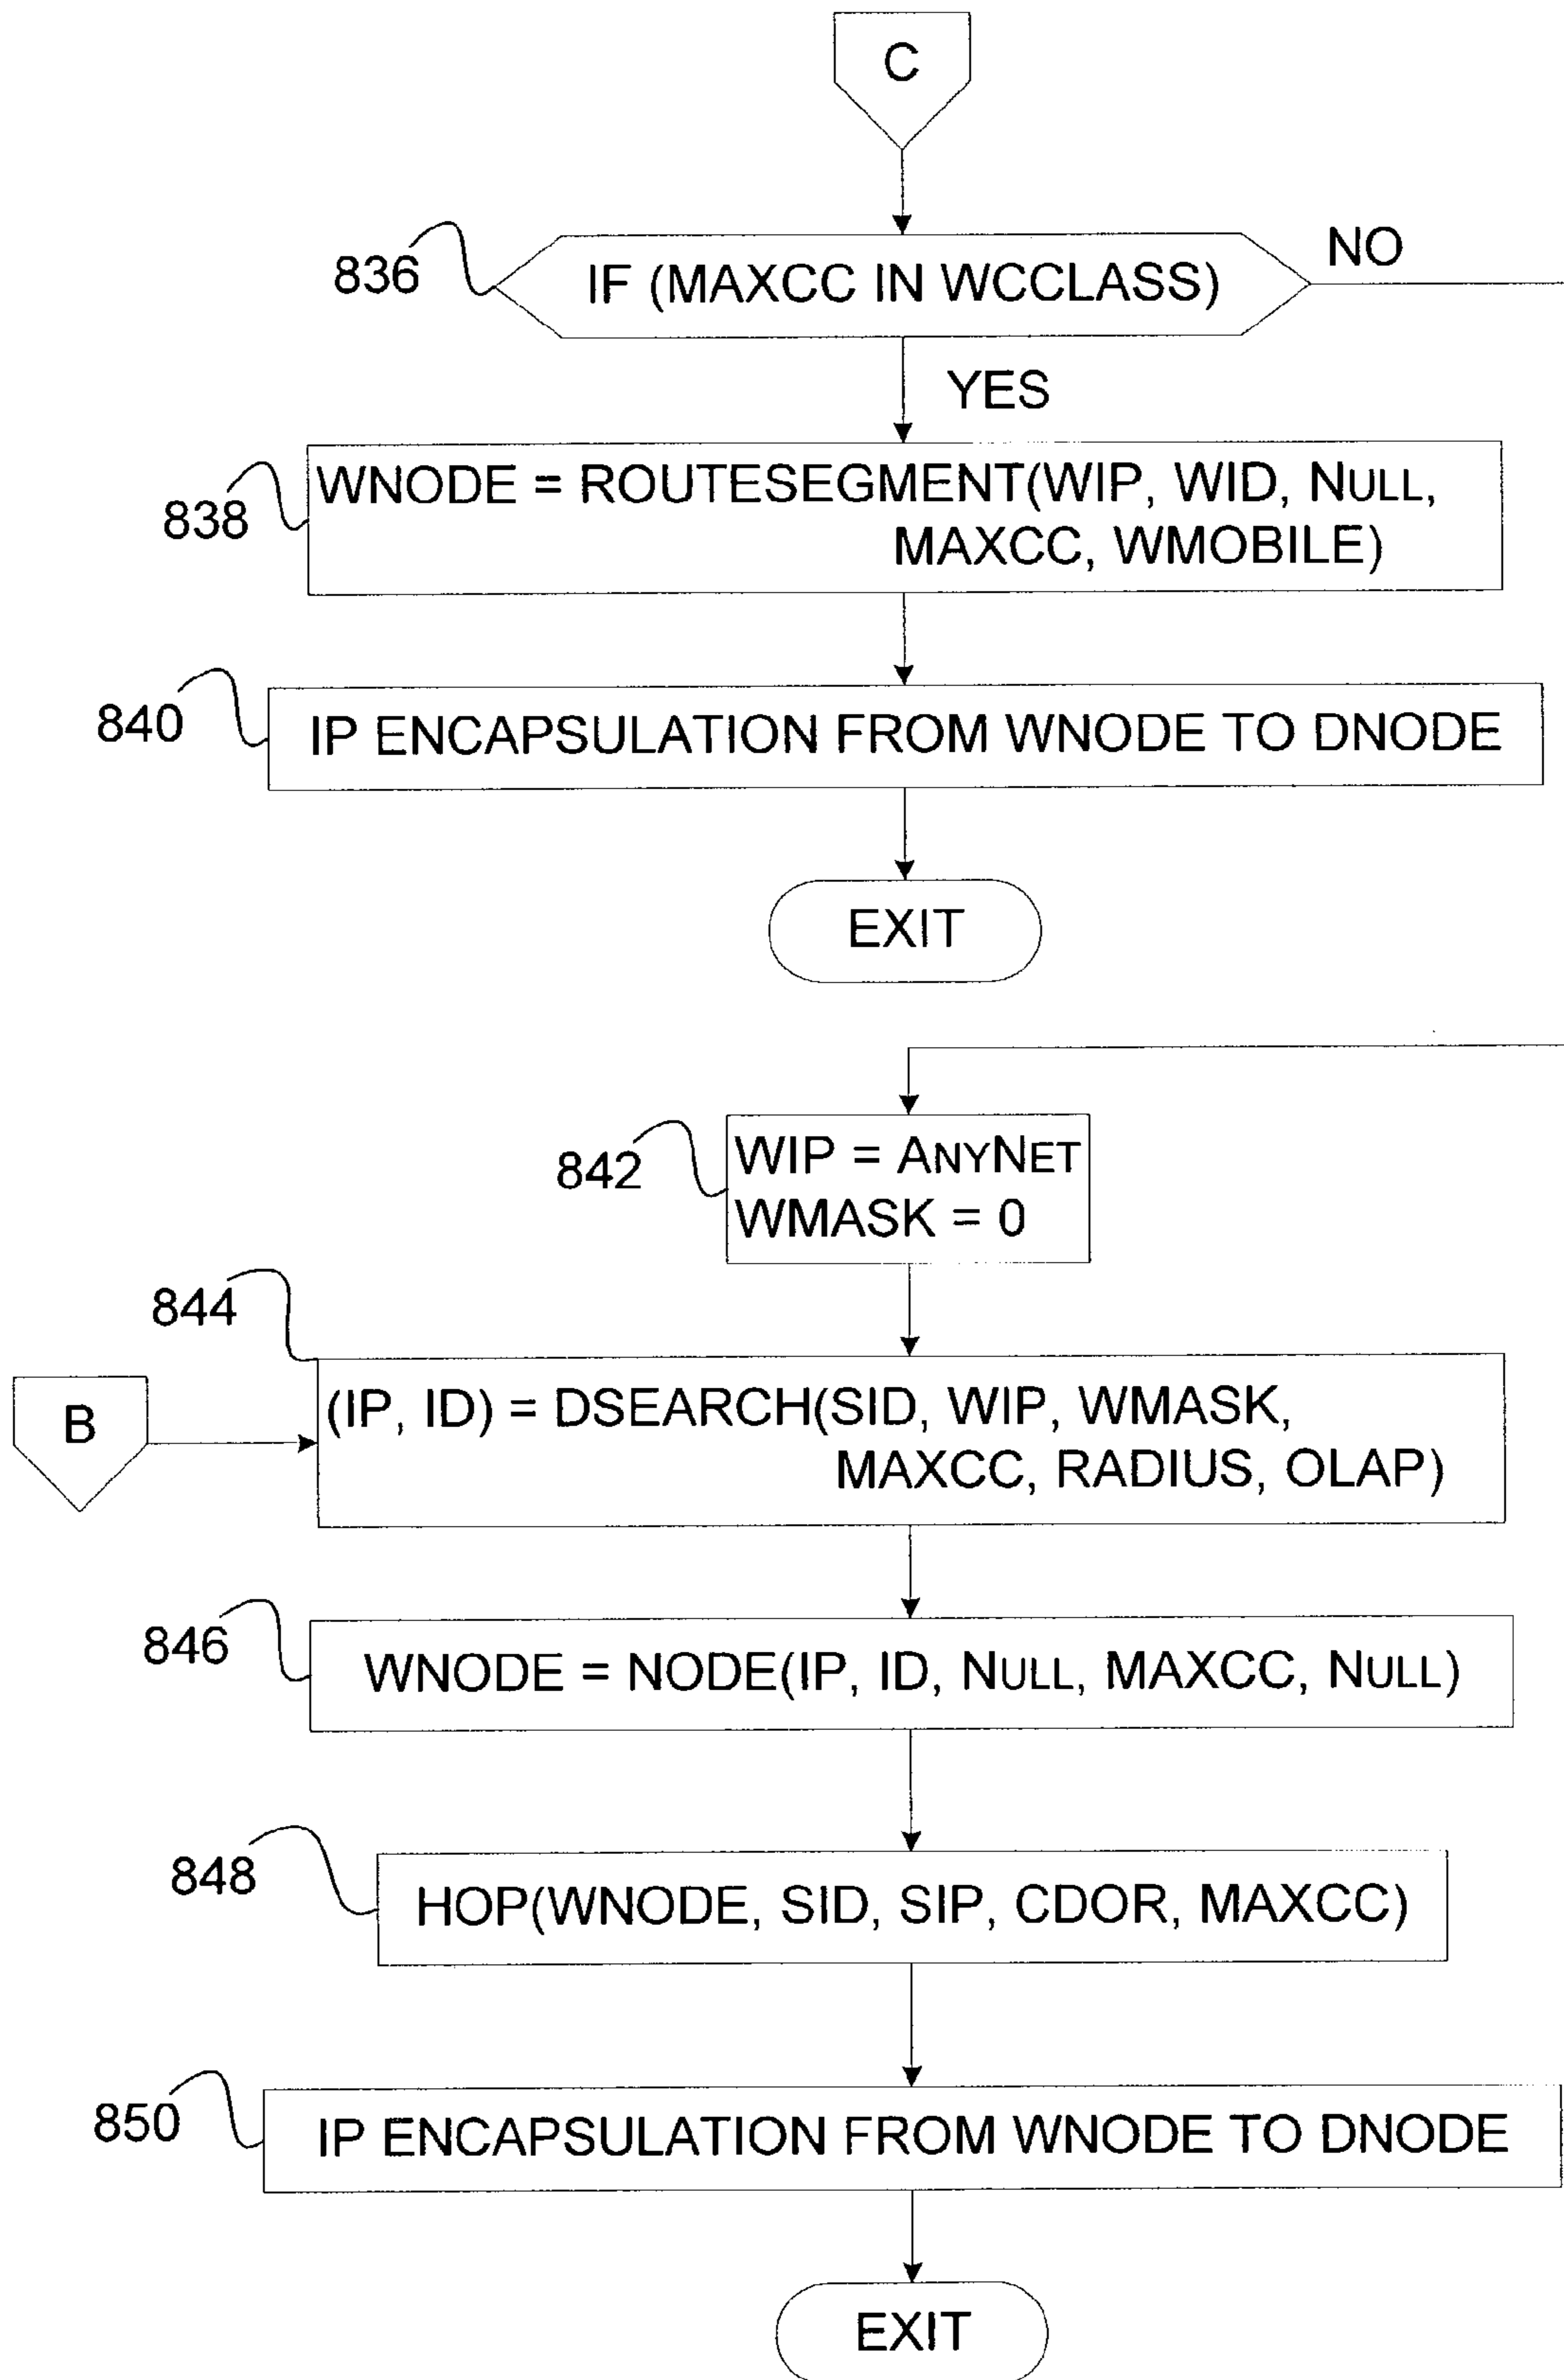 C
836
IF (MAXCC IN WCCLASS)
NO
YES
838
WNODE = ROUTESEGMENT(WIP, WID, NULL,
MAXCC, WMOBILE)
840
IP ENCAPSULATION FROM WNODE TO DNODE
EXIT
842
WIP = ANYNET
WMASK = 0
844
B
(IP, ID) = DSEARCH(SID, WIP, WMASK,
MAXCC, RADIUS, OLAP)
846
WNODE = NODE(IP, ID, NULL, MAXCC, NULL)
848
HOP(WNODE, SID, SIP, CDOR, MAXCC)
850
IP ENCAPSULATION FROM WNODE TO DNODE
EXIT